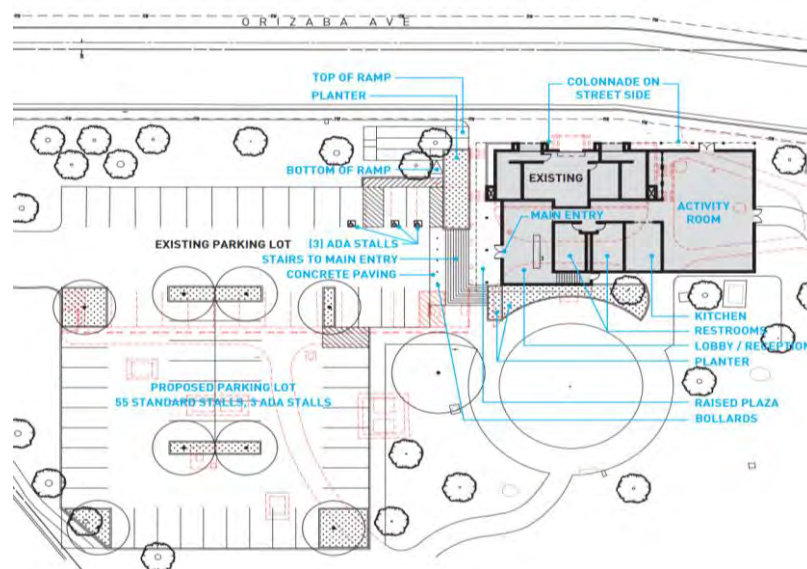 ORIZABA AVE
TOP OF RAMP
PLANTER
COLONNADE ON
STREET SIDE
BOTTOM OF RAMP
EXISTING
ACTIVITY
ROOM
MAIN ENTRY
EXISTING PARKING LOT
(3) ADA STALLS
STAIRS TO MAIN ENTRY
CONCRETE PAVING
KITCHEN
RESTROOMS
LOBBY / RECEPTION
PLANTER
PROPOSED PARKING LOT
55 STANDARD STALLS, 3 ADA STALLS
RAISED PLAZA
BOLLARDS